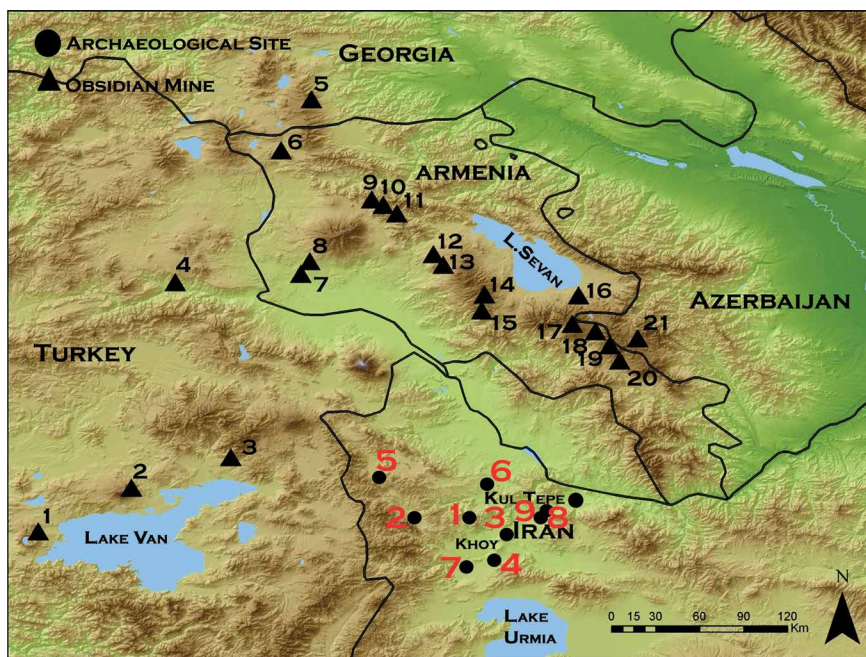 ARCHAEOLOGICAL SITE
OBSIDIAN MINE
GEORGIA
5
6
ARMENIA
9 10
11
8
7
12
13
L.SEVAN
4
14
15
16
AZERBAIJAN
17
18
19
20
21
TURKEY
3
2
1
LAKE VAN
5
6
KUL TEPE
2
1
3
9
8
IRAN
KHOY
7
4
LAKE
URMIA
N
0 15 30 60 90 120
Km